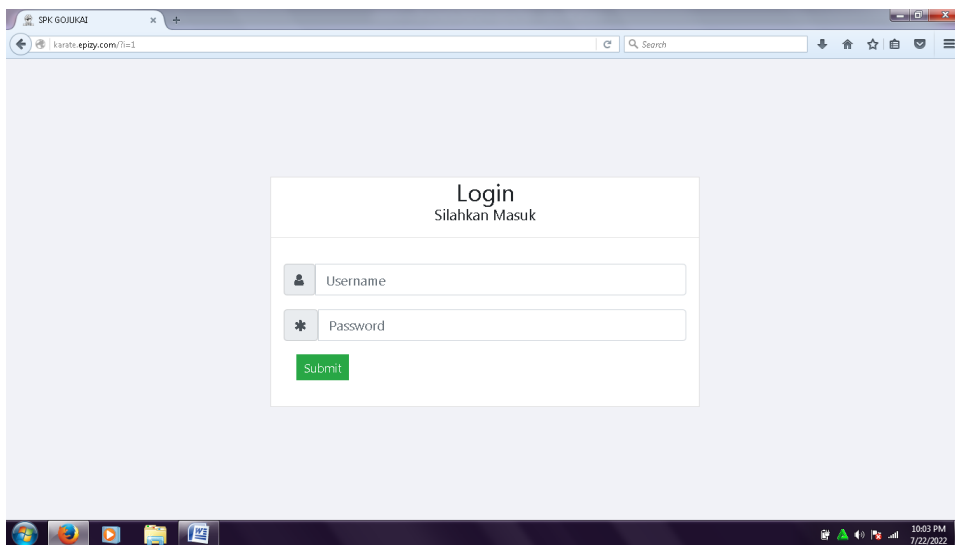 SPK GOJUKAI
karate.epizy.com/?i=1
Search
Login
Silahkan Masuk
Username
Password
Submit
10:03 PM
7/22/2022